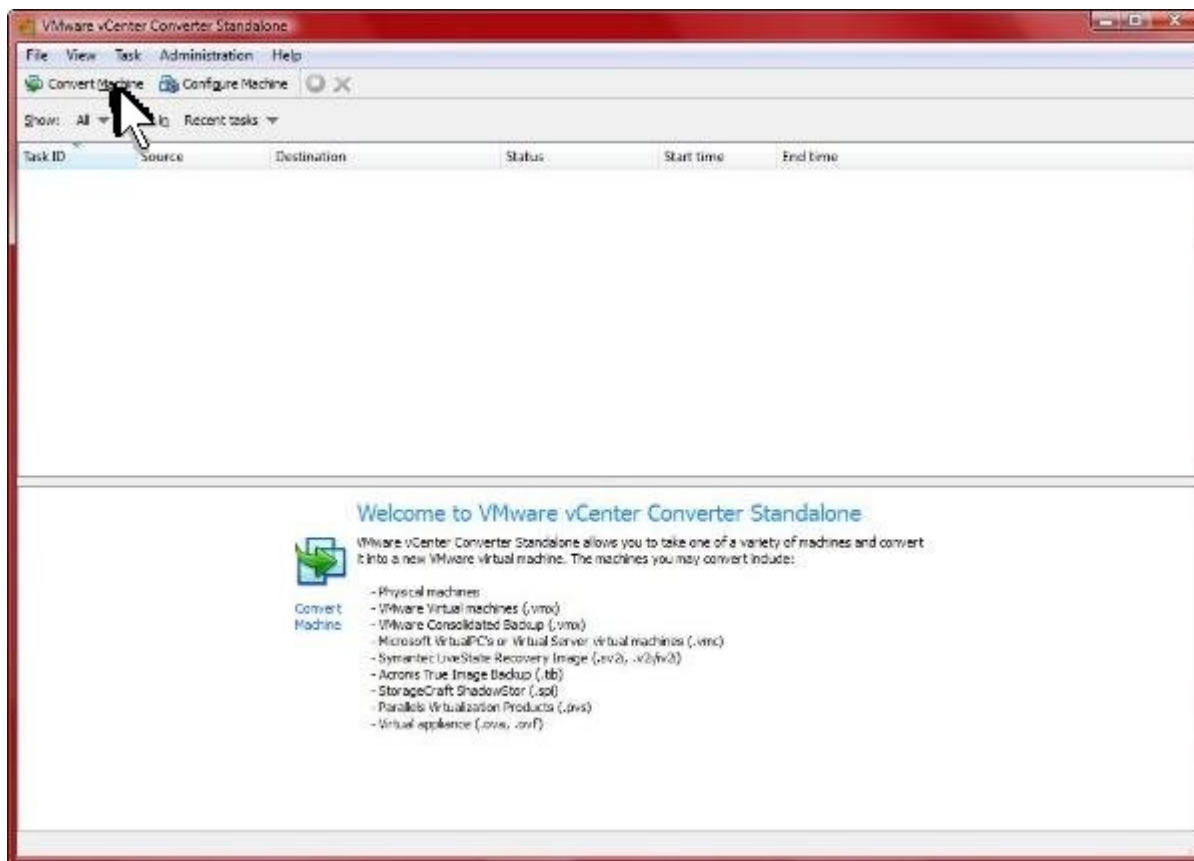 VMware vCenter Converter Standalone
File View Task Administration Help
Convert Machine Configure Machine
Show: All Recent tasks
Task ID Source Destination Status Start time End time
Welcome to VMware vCenter Converter Standalone
VMware vCenter Converter Standalone allows you to take one of a variety of machines and convert
it into a new VMware virtual machine. The machines you may convert include:
- Physical machines
- VMware Virtual machines (.vmx)
- VMware Consolidated Backup (.vmx)
- Microsoft VirtualPC's or Virtual Server virtual machines (.vmc)
- Symantec LiveState Recovery Image (.sv2i, .v2i/iv2i)
- Acronis True Image Backup (.tib)
- StorageCraft ShadowStor (.spf)
- Parallels Virtualization Products (.pvs)
- Virtual appliance (.ova, .ovf)
Convert
Machine